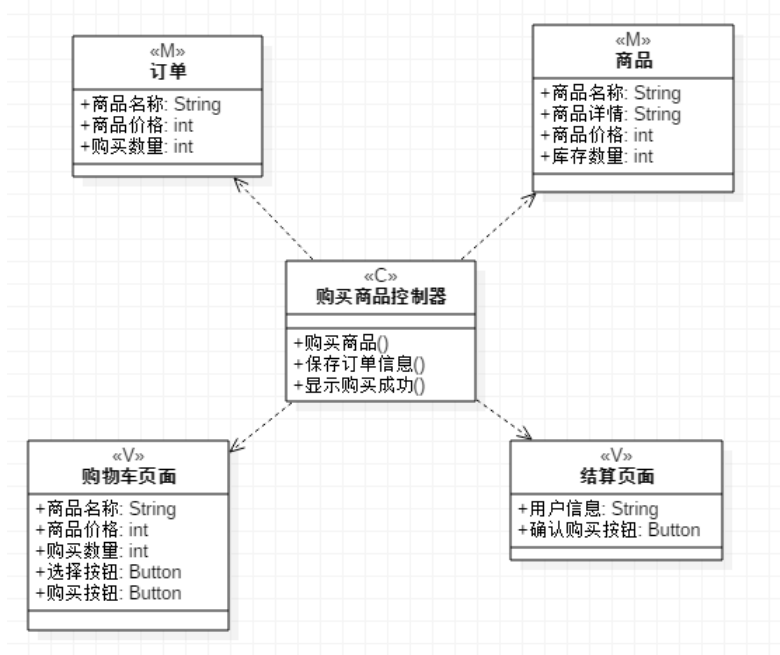 «M»
订单
+商品名称: String
+商品价格: int
+购买数量: int
«M»
商品
+商品名称: String
+商品详情: String
+商品价格: int
+库存数量: int
«C»
购买商品控制器
+购买商品()
+保存订单信息()
+显示购买成功()
«V»
购物车页面
+商品名称: String
+商品价格: int
+购买数量: int
+选择按钮: Button
+购买按钮: Button
«V»
结算页面
+用户信息: String
+确认购买按钮: Button